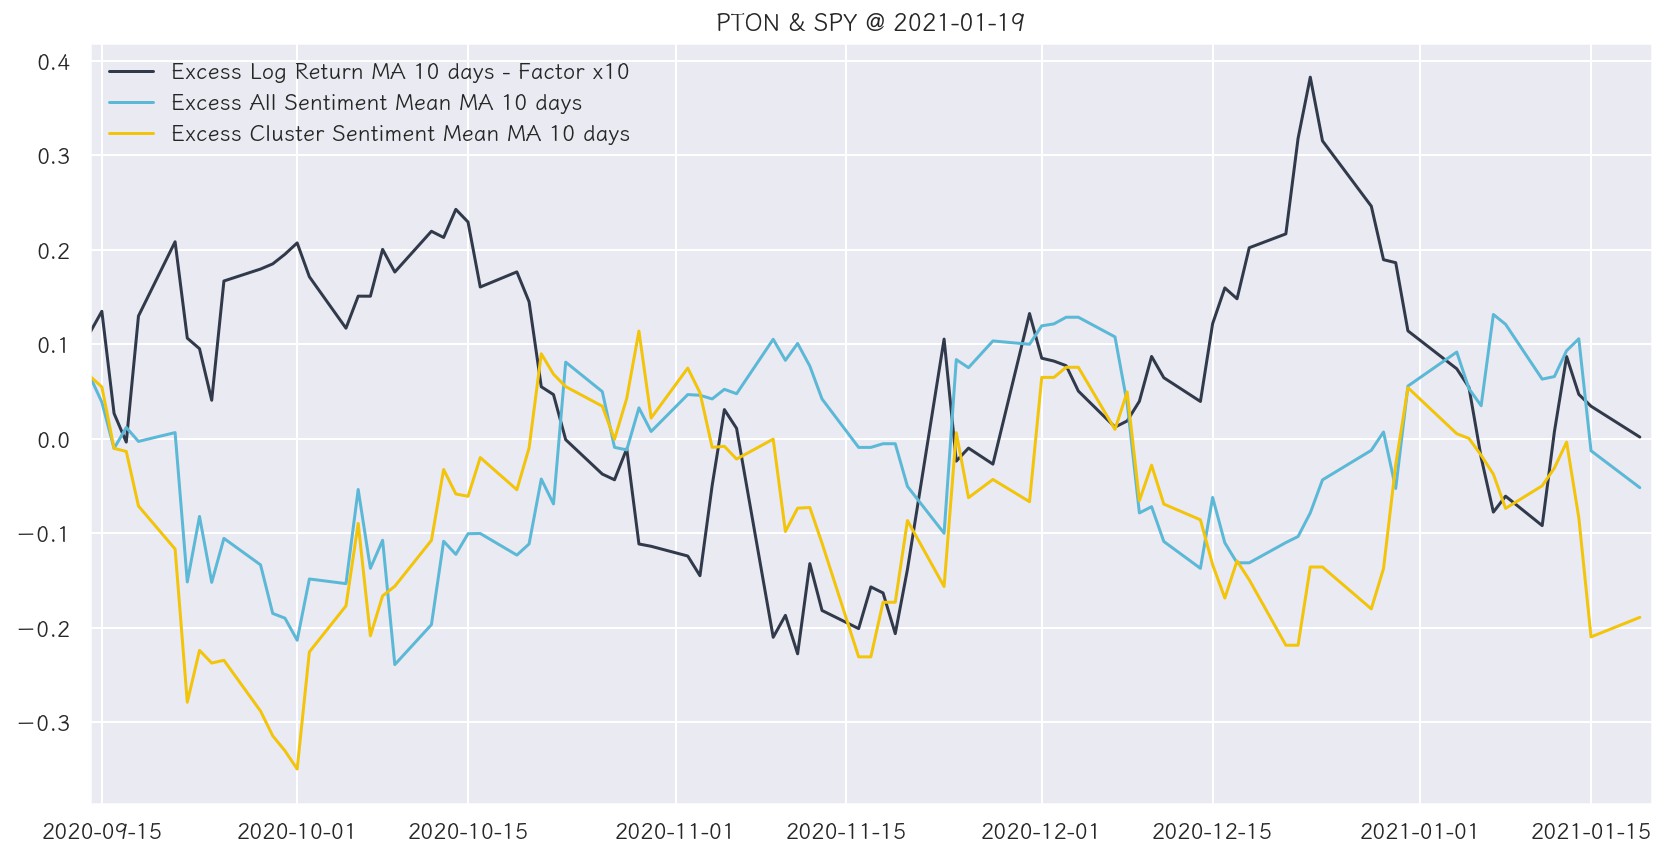 PTON & SPY @ 2021-01-19
0.4
0.3
0.2
0.1
0.0
−0.1
−0.2
−0.3
Excess Log Return MA 10 days - Factor x10
Excess All Sentiment Mean MA 10 days
Excess Cluster Sentiment Mean MA 10 days
2020-09-15 2020-10-01 2020-10-15 2020-11-01 2020-11-15 2020-12-01 2020-12-15 2021-01-01 2021-01-15